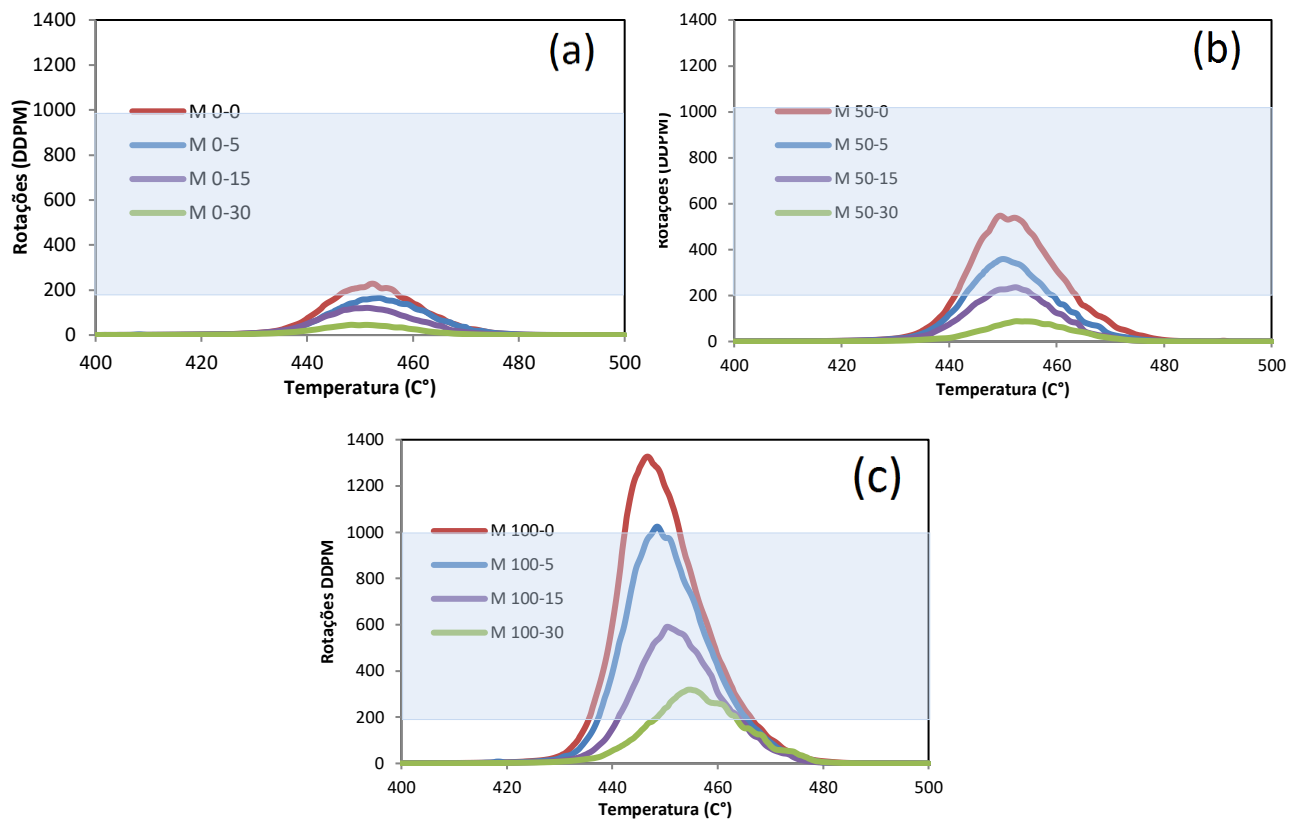 (a)
Rotações (DDPM)
1400
1200
1000
800
600
400
200
0
M 0-0
M 0-5
M 0-15
M 0-30
400 420 440 460 480 500
Temperatura (C°)
(b)
Rotaçoes (DDPM)
1400
1200
1000
800
600
400
200
0
M 50-0
M 50-5
M 50-15
M 50-30
400 420 440 460 480 500
Temperatura (C°)
(c)
Rotações DDPM
1400
1200
1000
800
600
400
200
0
M 100-0
M 100-5
M 100-15
M 100-30
400 420 440 460 480 500
Temperatura (C°)